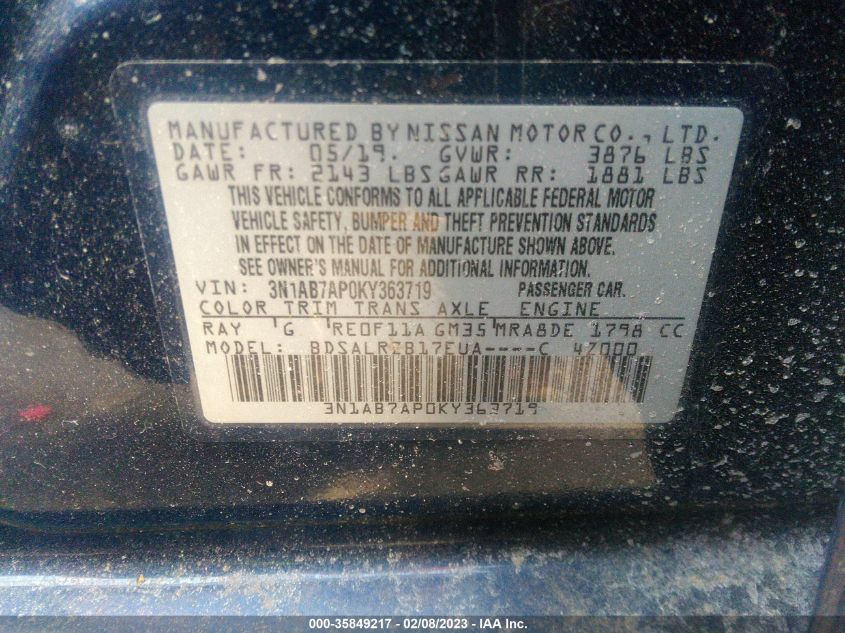 MANUFACTURED BY NISSAN MOTOR CO., LTD.
DATE: 05/19. GVWR: 3876 LBS
GAWR FR: 2143 LBS GAWR RR: 1881 LBS
THIS VEHICLE CONFORMS TO ALL APPLICABLE FEDERAL MOTOR
VEHICLE SAFETY, BUMPER AND THEFT PREVENTION STANDARDS
IN EFFECT ON THE DATE OF MANUFACTURE SHOWN ABOVE.
SEE OWNER'S MANUAL FOR ADDITIONAL INFORMATION.
VIN: 3N1AB7AP0KY363719 PASSENGER CAR.
COLOR TRIM TRANS AXLE ENGINE
RAY G RE0F11A GM35 MRA8DE 1798 CC
MODEL: BDSALRZB17EUA----C 4Z000
3N1AB7AP0KY363719
000-35849217 - 02/08/2023 - IAA, Inc.